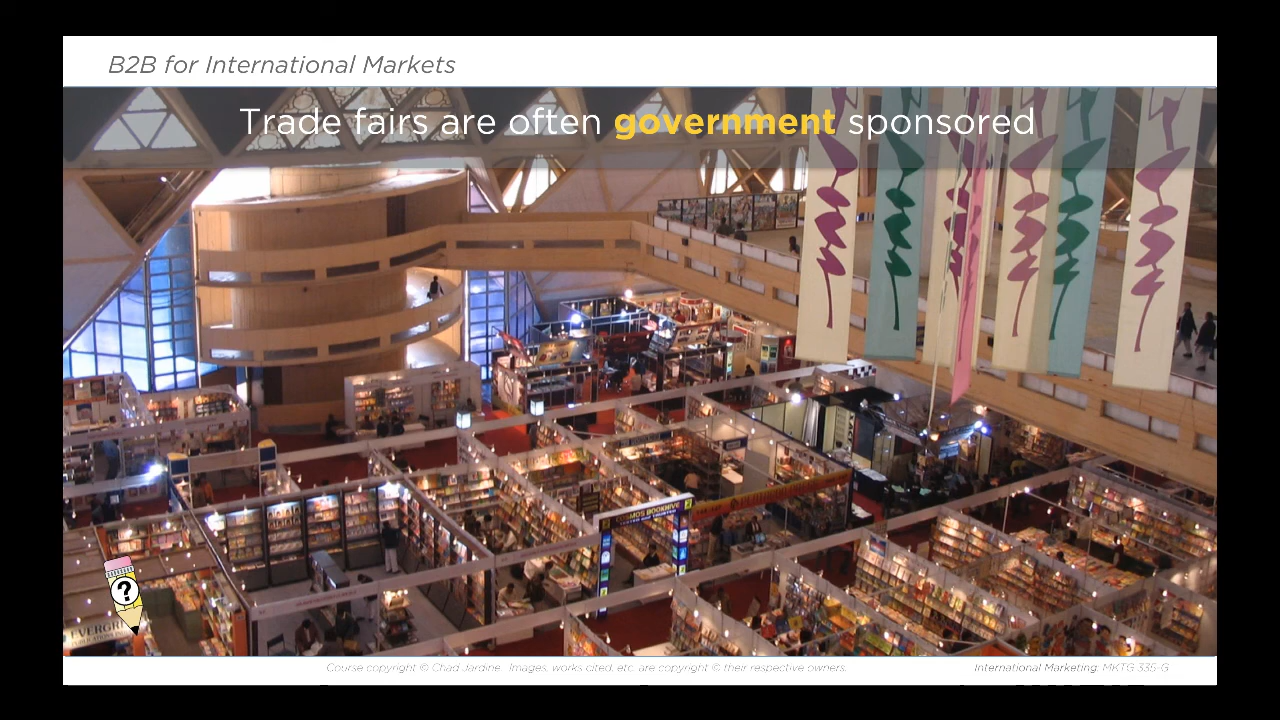 B2B for International Markets
Trade fairs are often government sponsored
?
EVERGR
Course copyright © Chad Jardine. Images, works cited, etc. are copyright © their respective owners.
International Marketing: MKTG 335-G